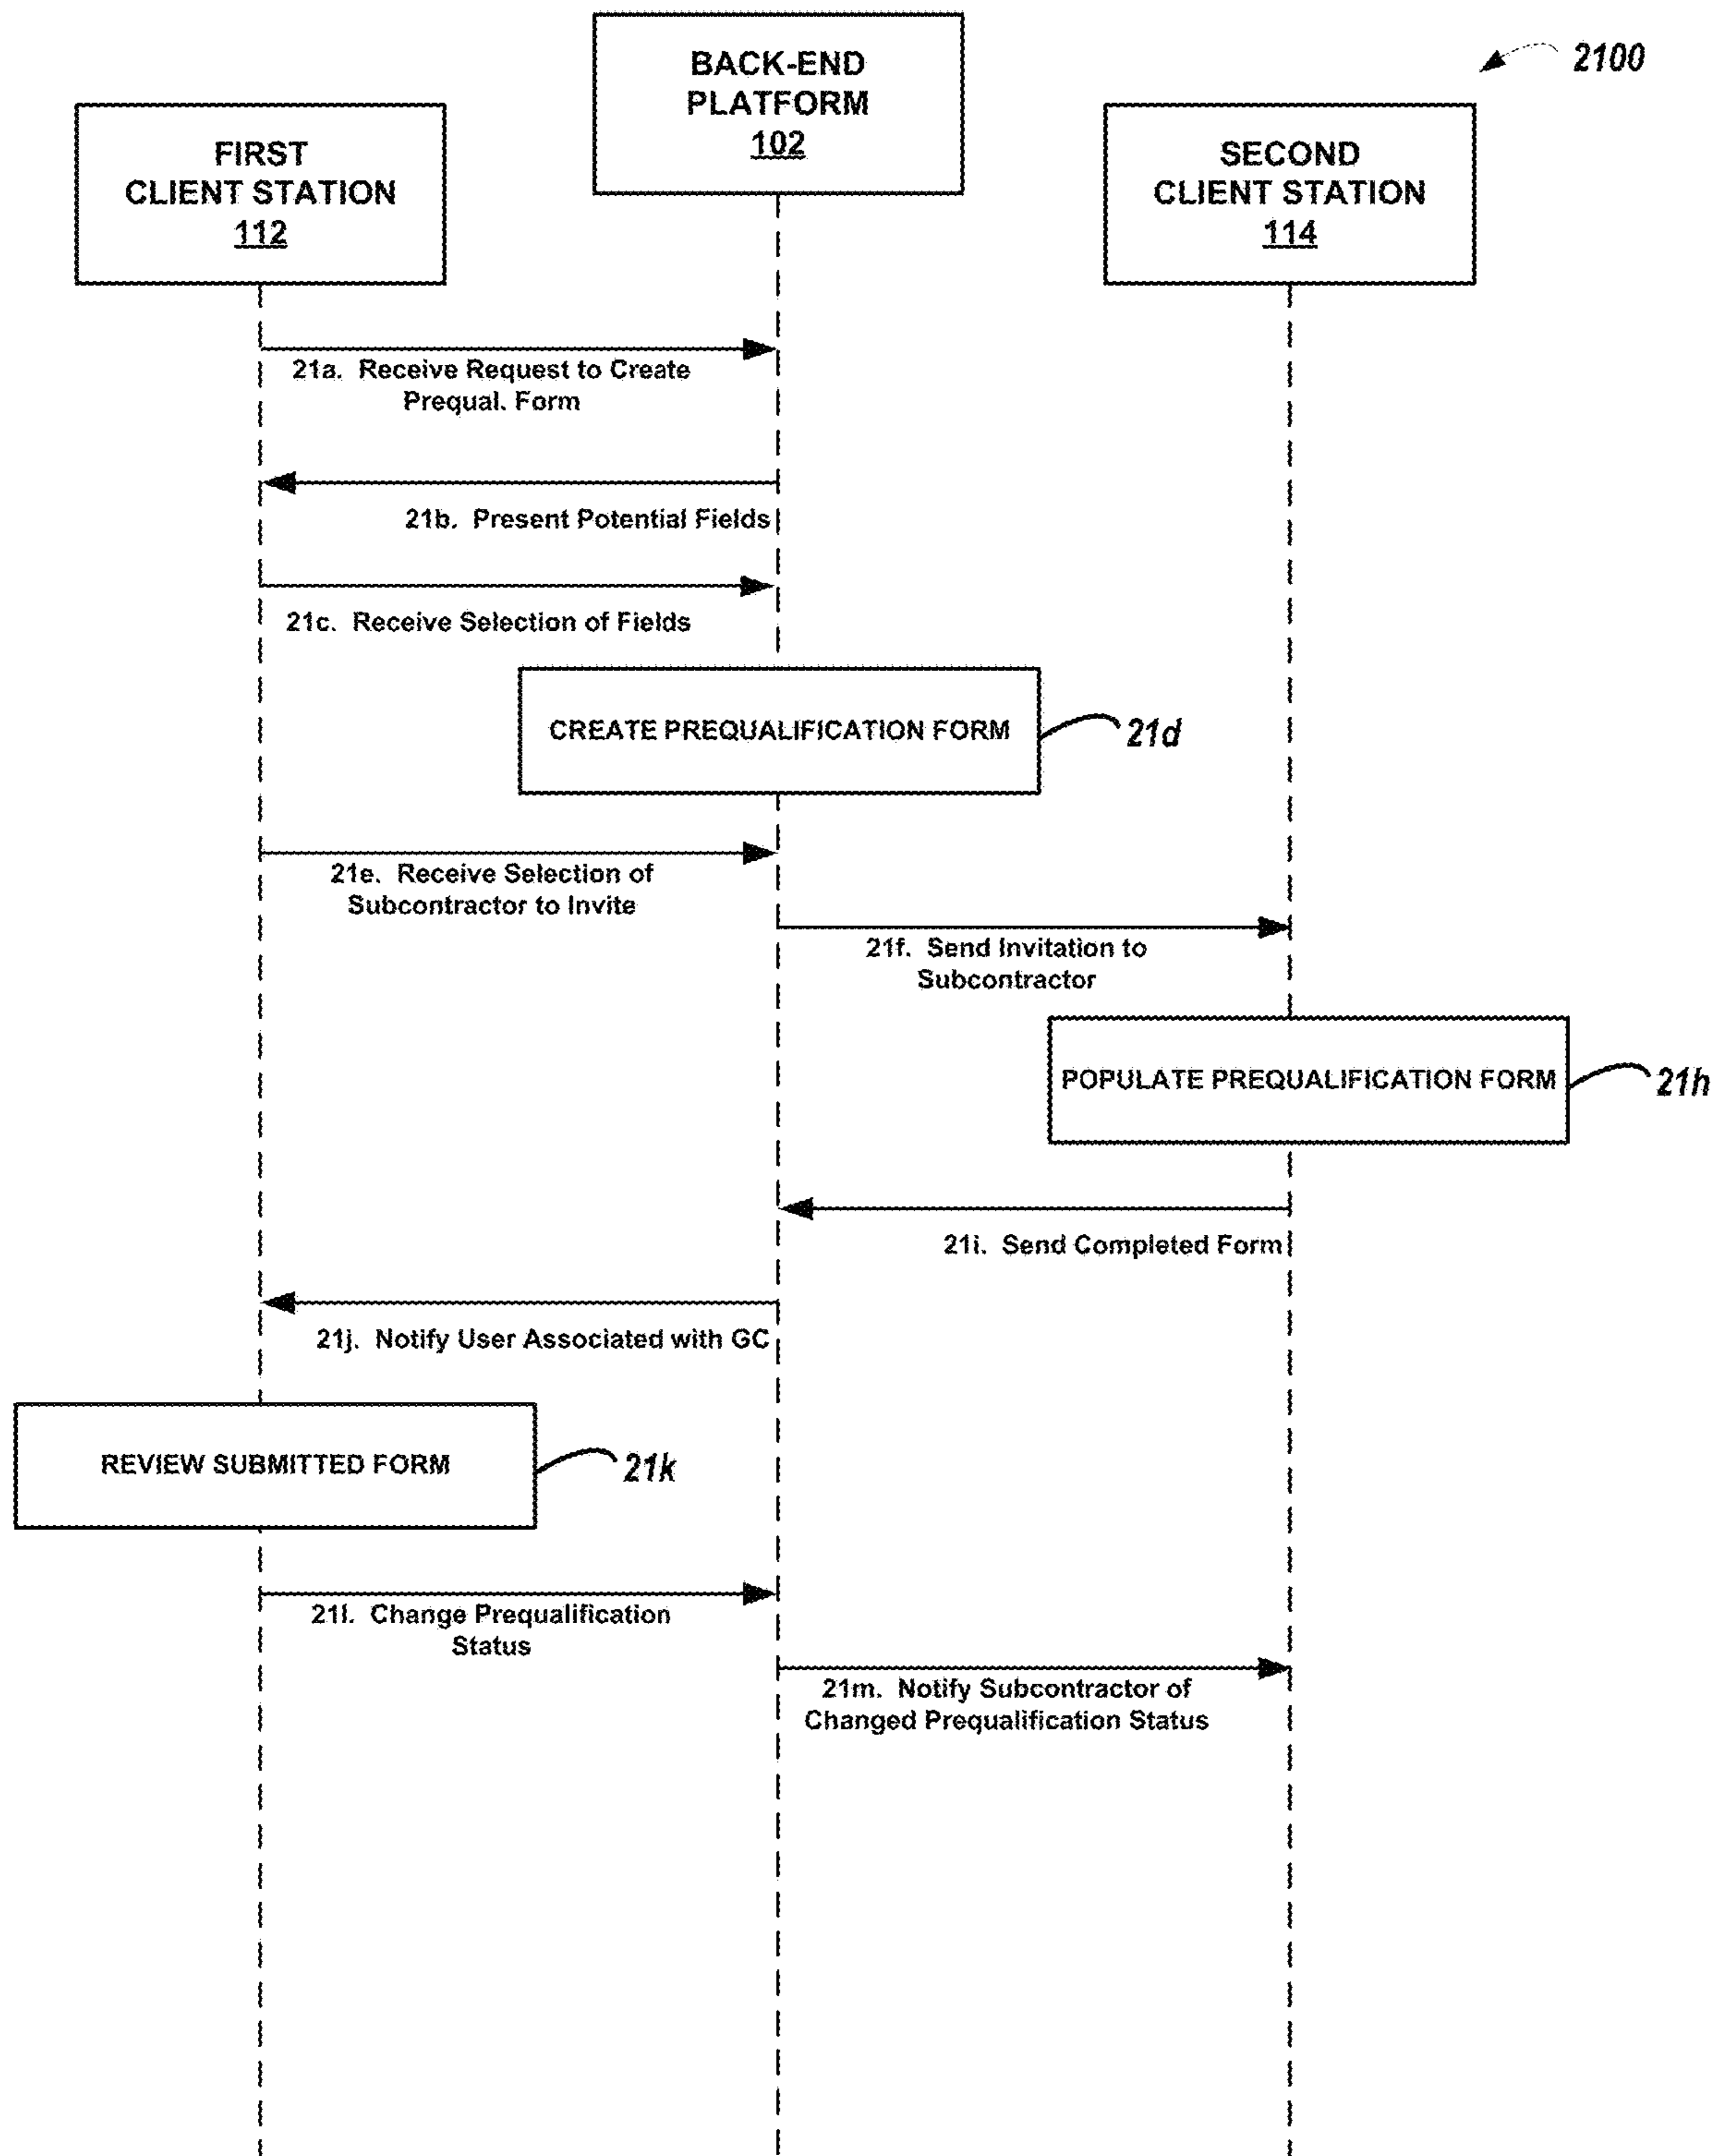 BACK-END
PLATFORM
102
2100
FIRST
CLIENT STATION
112
SECOND
CLIENT STATION
114
21a. Receive Request to Create
Prequal. Form
21b. Present Potential Fields
21c. Receive Selection of Fields
CREATE PREQUALIFICATION FORM
21d
21e. Receive Selection of
Subcontractor to Invite
21f. Send Invitation to
Subcontractor
POPULATE PREQUALIFICATION FORM
21h
21i. Send Completed Form
21j. Notify User Associated with GC
REVIEW SUBMITTED FORM
21k
21l. Change Prequalification
Status
21m. Notify Subcontractor of
Changed Prequalification Status